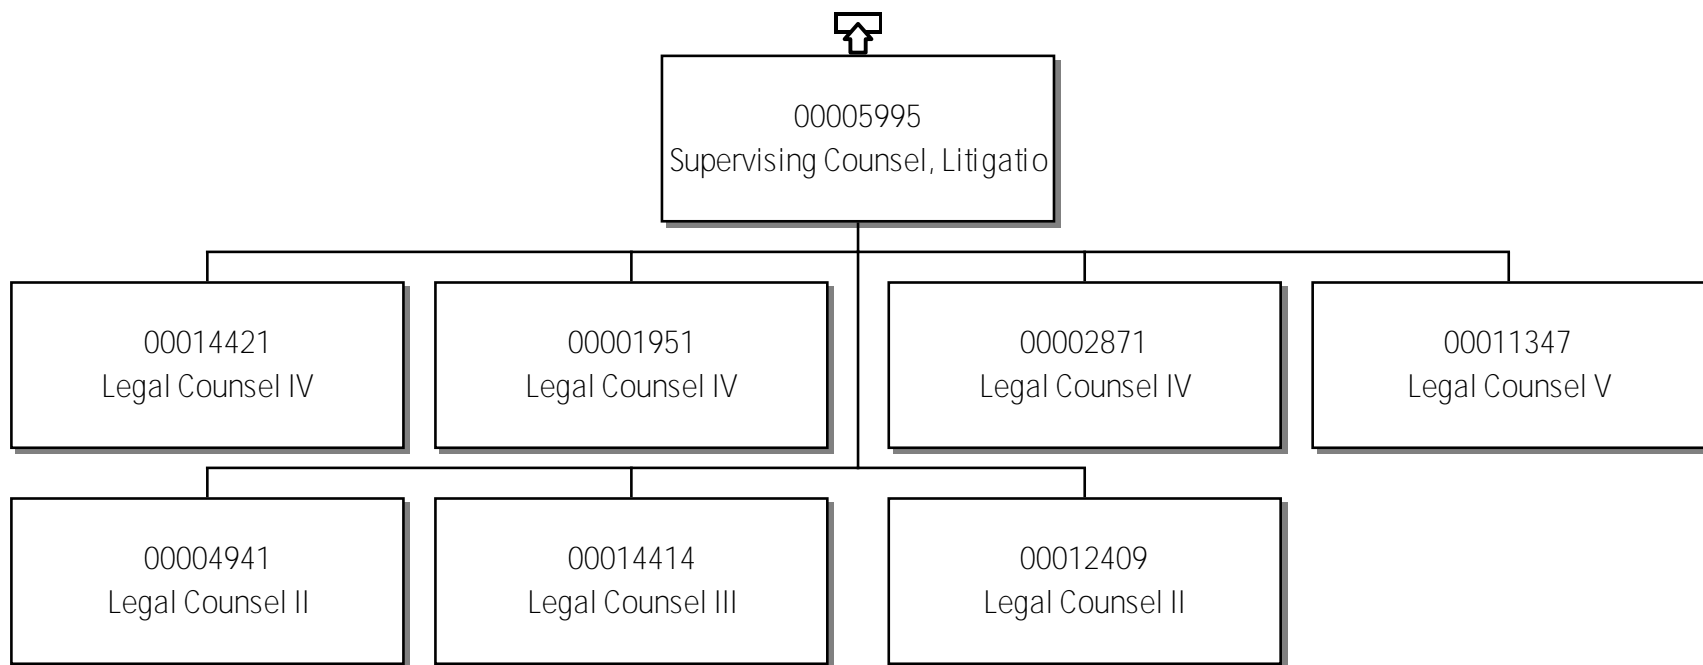 00005995
Supervising Counsel, Litigatio
00014421
Legal Counsel IV
00001951
Legal Counsel IV
00002871
Legal Counsel IV
00011347
Legal Counsel V
00004941
Legal Counsel II
00014414
Legal Counsel III
00012409
Legal Counsel II